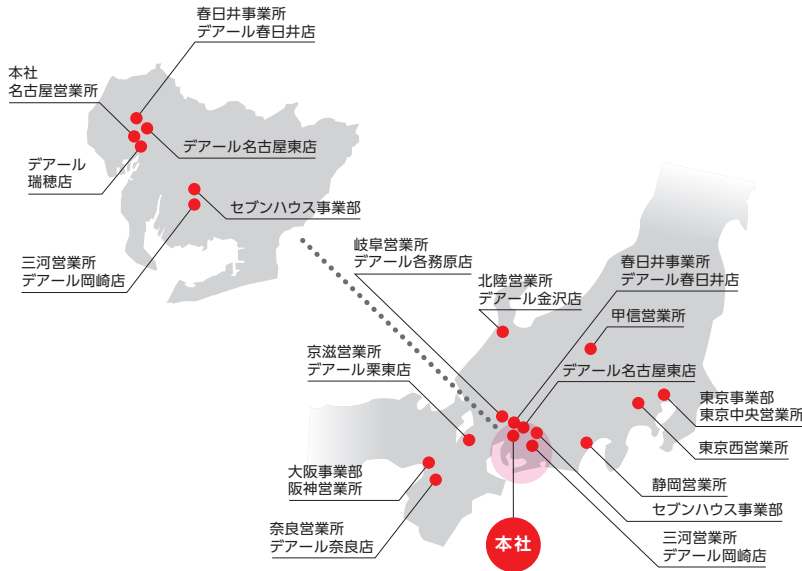 春日井事業所
デアール春日井店
本社
名古屋営業所
デアール名古屋東店
デアール
瑞穂店
セブンハウス事業部
三河営業所
デアール岡崎店
岐阜営業所
デアール各務原店
北陸営業所
デアール金沢店
春日井事業所
デアール春日井店
甲信営業所
京滋営業所
デアール栗東店
デアール名古屋東店
東京事業部
東京中央営業所
東京西営業所
大阪事業部
阪神営業所
静岡営業所
セブンハウス事業部
奈良営業所
デアール奈良店
本社
三河営業所
デアール岡崎店